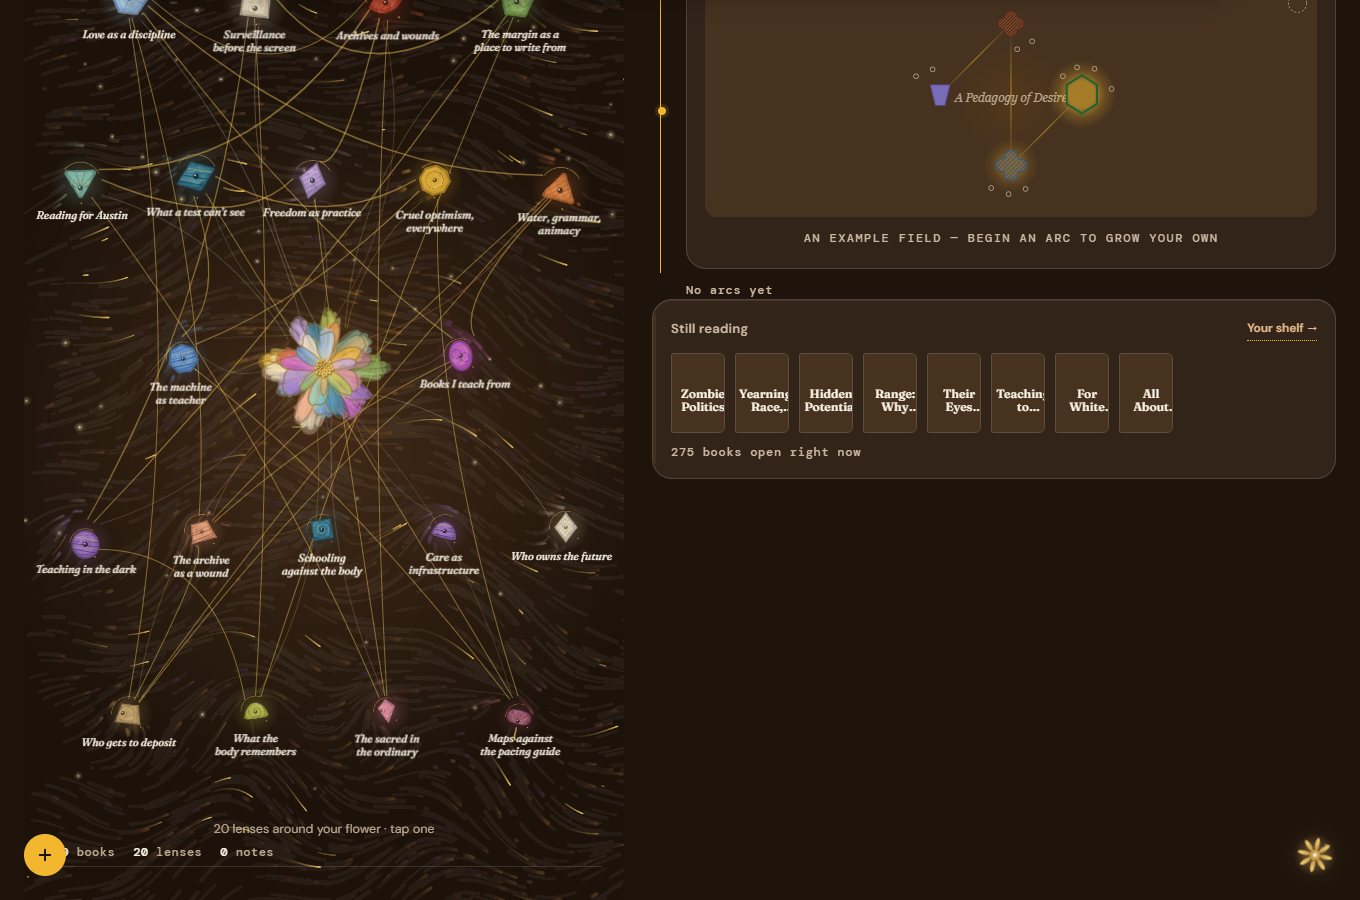 Love as a discipline
Surveillance
before the screen
Archives and wounds
The margin as a
place to write from
Reading for Austin
What a test can't see
Freedom as practice
Cruel optimism,
everywhere
Water, grammar,
animacy
The machine
as teacher
Books I teach from
Teaching in the dark
The archive
as a wound
Schooling
against the body
Care as
infrastructure
Who owns the future
Who gets to deposit
What the
body remembers
The sacred in
the ordinary
Maps against
the pacing guide
20 lenses around your flower · tap one
books 20 lenses 0 notes
+
A Pedagogy of Desire
AN EXAMPLE FIELD — BEGIN AN ARC TO GROW YOUR OWN
No arcs yet
Still reading
Your shelf →
Zombie
Politics
Yearning
Race,..
Hidden
Potentia
Range:
Why..
Their
Eyes..
Teaching
to...
For
White.
All
About.
275 books open right now